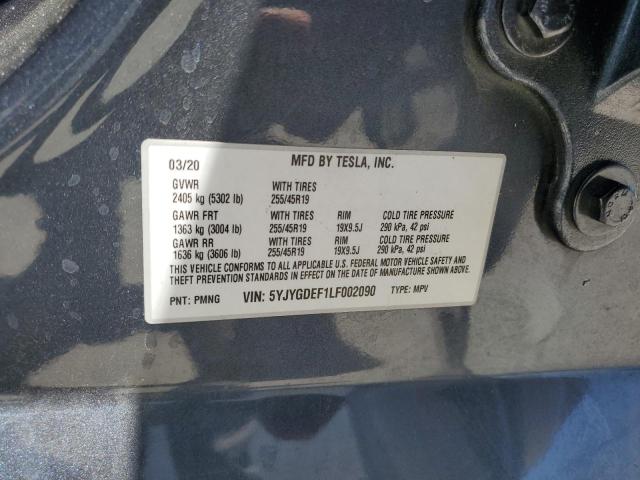 03/20 MFD BY TESLA, INC.
GVWR WITH TIRES
2405 kg (5302 lb) 255/45R19
GAWR FRT WITH TIRES RIM COLD TIRE PRESSURE
1363 kg (3004 lb) 255/45R19 19X9.5J 290 kPa, 42 psi
GAWR RR WITH TIRES RIM COLD TIRE PRESSURE
1636 kg (3606 lb) 255/45R19 19X9.5J 290 kPa, 42 psi
THIS VEHICLE CONFORMS TO ALL APPLICABLE U.S. FEDERAL MOTOR VEHICLE SAFETY AND
THEFT PREVENTION STANDARDS IN EFFECT ON THE DATE OF MANUFACTURE SHOWN ABOVE.
PNT: PMNG VIN: 5YJYGDEF1LF002090 TYPE: MPV